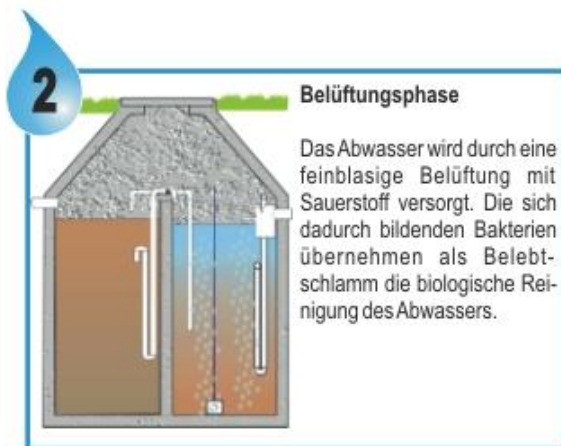 2
Belüftungsphase
Das Abwasser wird durch eine
feinblasige Belüftung mit
Sauerstoff versorgt. Die sich
dadurch bildenden Bakterien
übernehmen als Belebt-
schlamm die biologische Rei-
nigung des Abwassers.